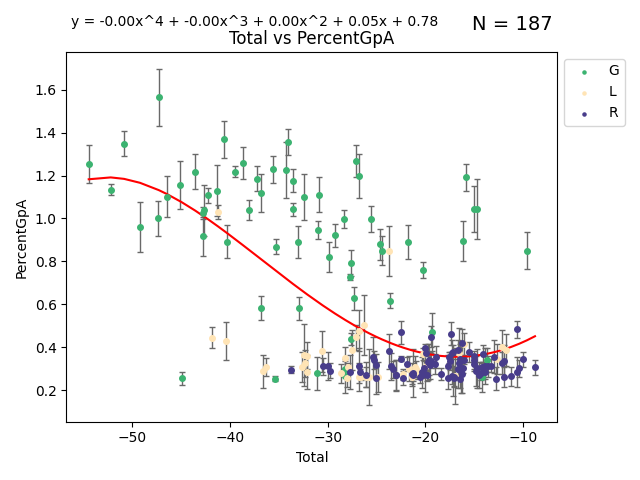 y = -0.00x^4 + -0.00x^3 + 0.00x^2 + 0.05x + 0.78
N = 187
Total vs PercentGpA
G
L
R
PercentGpA
1.6
1.4
1.2
1.0
0.8
0.6
0.4
0.2
−50
−40
−30
−20
−10
Total